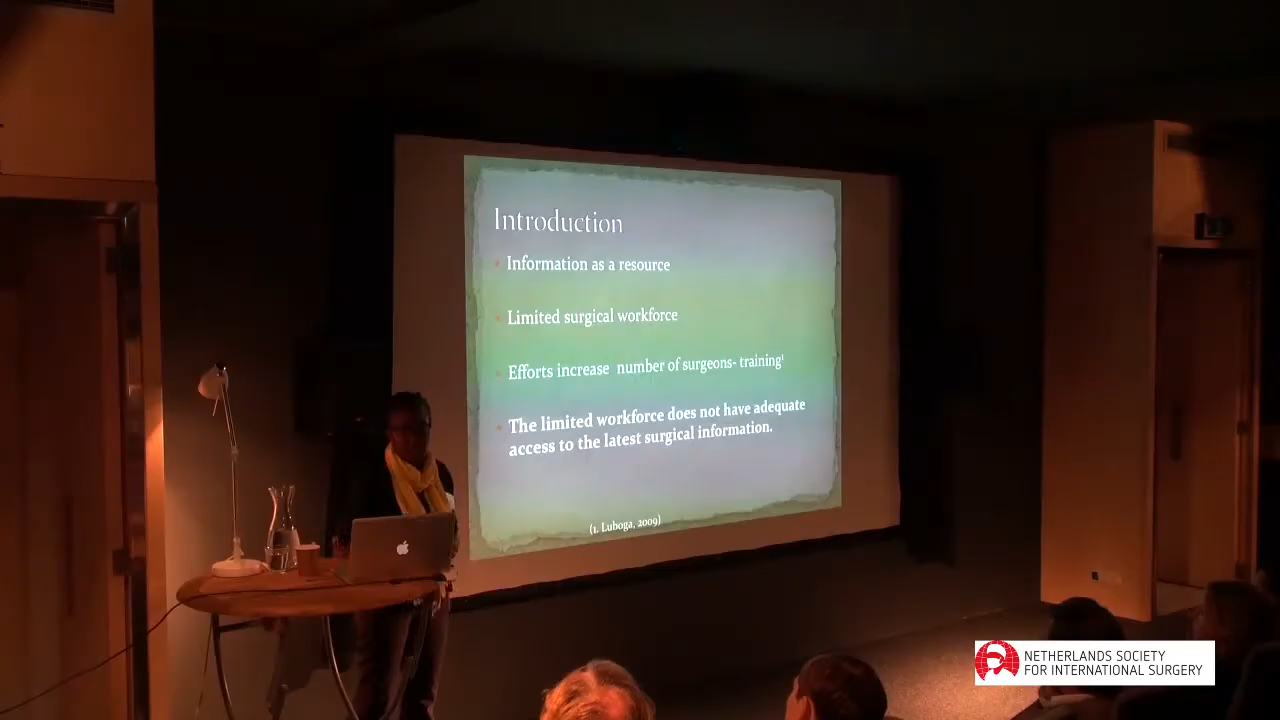 Introduction
Information as a resource
Limited surgical workforce
Efforts increase number of surgeons- training¹
The limited workforce does not have adequate
access to the latest surgical information.
(1. Luboga, 2009)
NETHERLANDS SOCIETY
FOR INTERNATIONAL SURGERY